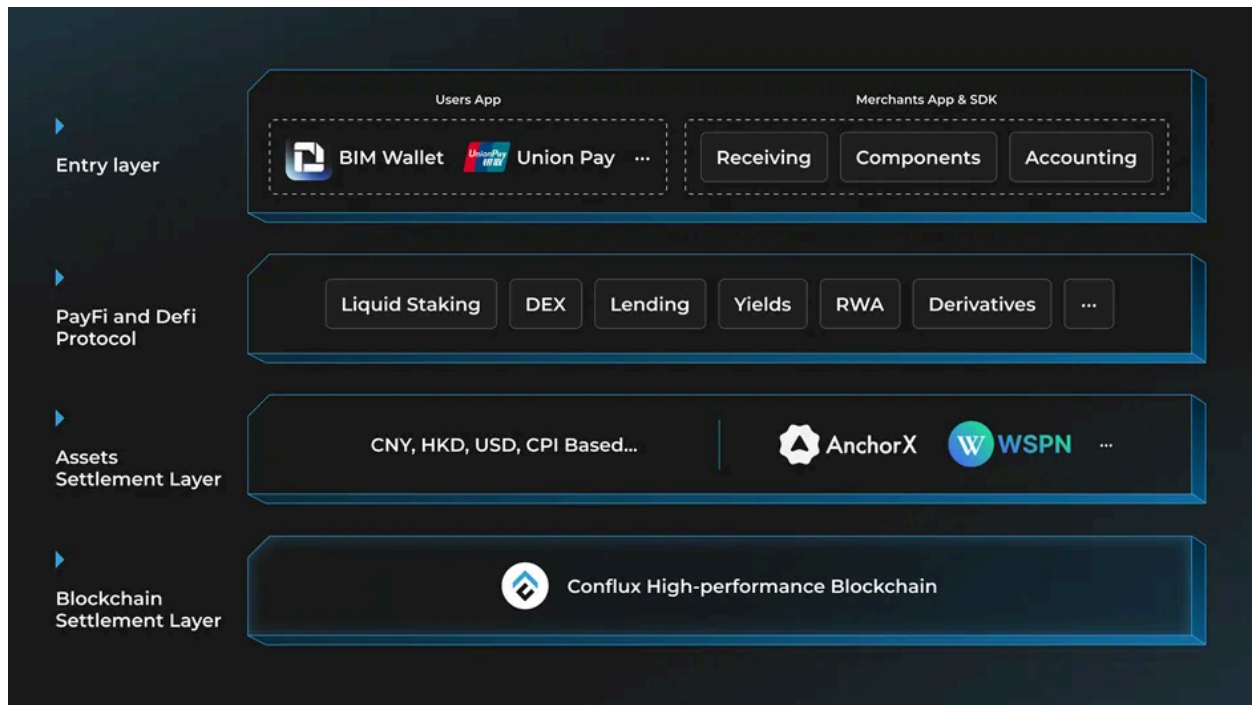 Entry layer
Users App
BIM Wallet
UnionPay
银联
Union Pay
...
Merchants App & SDK
Receiving
Components
Accounting
PayFi and Defi
Protocol
Liquid Staking
DEX
Lending
Yields
RWA
Derivatives
...
Assets
Settlement Layer
CNY, HKD, USD, CPI Based...
AnchorX
W
WSPN
...
Blockchain
Settlement Layer
Conflux High-performance Blockchain